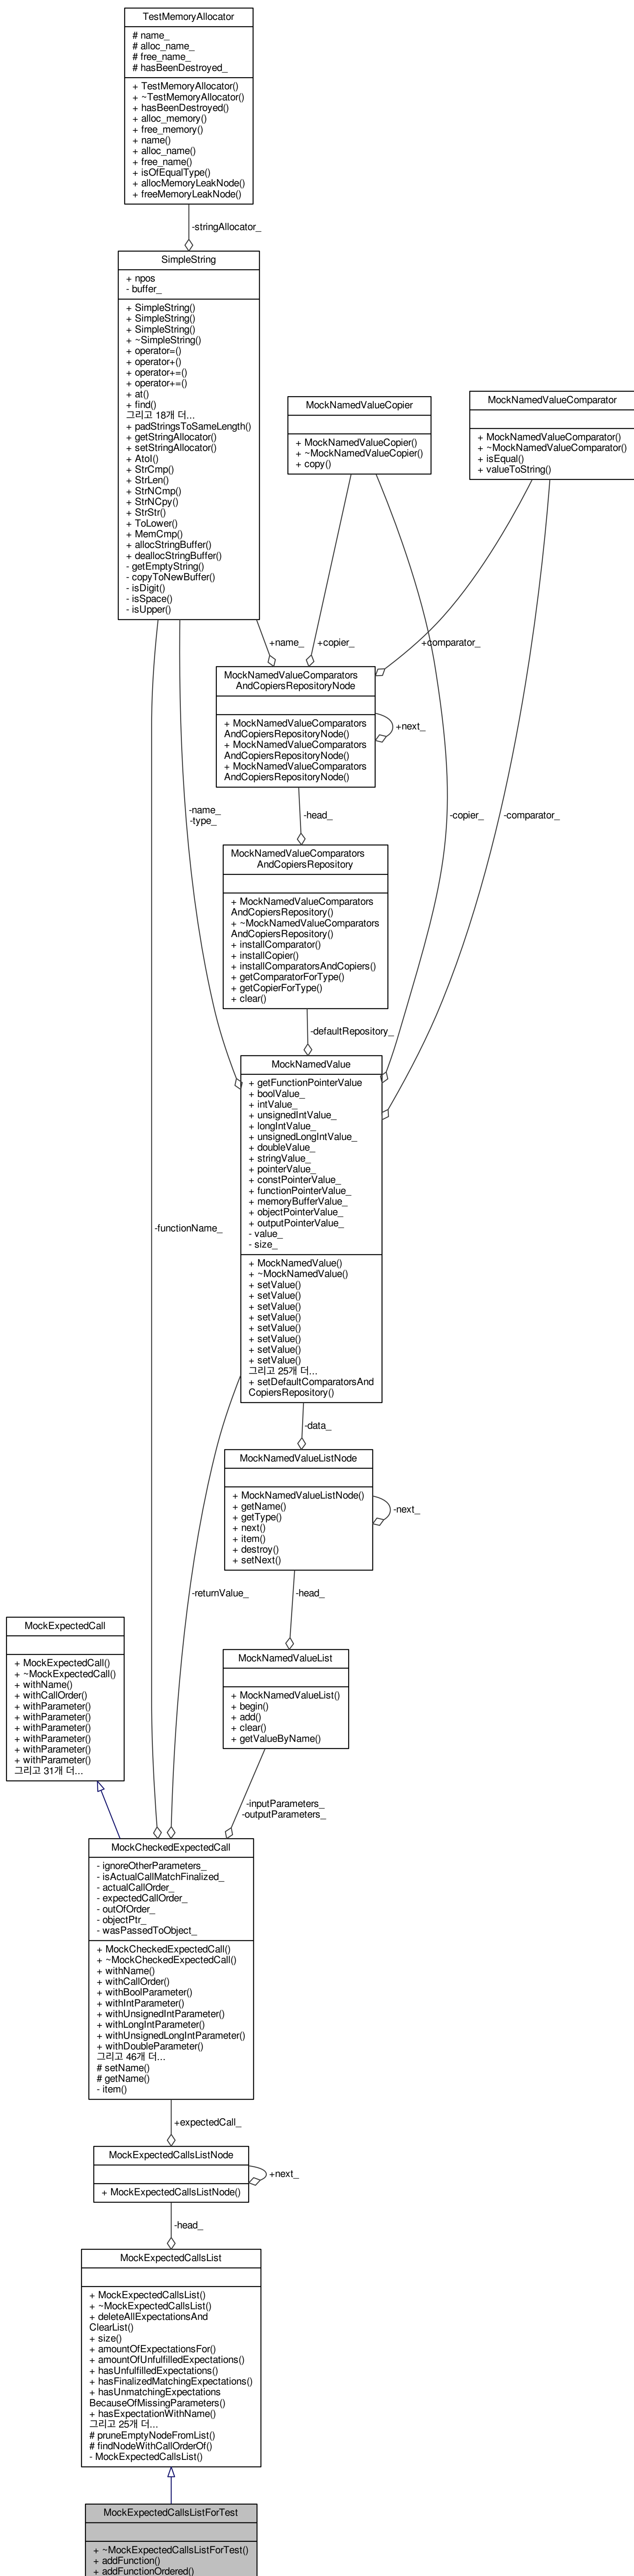 TestMemoryAllocator
# name_
# alloc_name_
# free_name_
# hasBeenDestroyed_
+ TestMemoryAllocator()
+ ~TestMemoryAllocator()
+ hasBeenDestroyed()
+ alloc_memory()
+ free_memory()
+ name()
+ alloc_name()
+ free_name()
+ isOfEqualType()
+ allocMemoryLeakNode()
+ freeMemoryLeakNode()
-stringAllocator_
SimpleString
+ npos
- buffer_
+ SimpleString()
+ SimpleString()
+ SimpleString()
+ ~SimpleString()
+ operator=()
+ operator+()
+ operator+=()
+ operator+=()
+ at()
+ find()
그리고 18개 더...
+ padStringsToSameLength()
+ getStringAllocator()
+ setStringAllocator()
+ AtoI()
+ StrCmp()
+ StrLen()
+ StrNCmp()
+ StrNCpy()
+ StrStr()
+ ToLower()
+ MemCmp()
+ allocStringBuffer()
+ deallocStringBuffer()
- getEmptyString()
- copyToNewBuffer()
- isDigit()
- isSpace()
- isUpper()
MockNamedValueCopier
+ MockNamedValueCopier()
+ ~MockNamedValueCopier()
+ copy()
MockNamedValueComparator
+ MockNamedValueComparator()
+ ~MockNamedValueComparator()
+ isEqual()
+ valueToString()
+name_
+copier_
+comparator_
MockNamedValueComparators
AndCopiersRepositoryNode
+ MockNamedValueComparators
AndCopiersRepositoryNode()
+ MockNamedValueComparators
AndCopiersRepositoryNode()
+ MockNamedValueComparators
AndCopiersRepositoryNode()
+next_
-name_
-type_
-head_
-copier_
-comparator_
MockNamedValueComparators
AndCopiersRepository
+ MockNamedValueComparators
AndCopiersRepository()
+ ~MockNamedValueComparators
AndCopiersRepository()
+ installComparator()
+ installCopier()
+ installComparatorsAndCopiers()
+ getComparatorForType()
+ getCopierForType()
+ clear()
-defaultRepository_
MockNamedValue
+ getFunctionPointerValue
+ boolValue_
+ intValue_
+ unsignedIntValue_
+ longIntValue_
+ unsignedLongIntValue_
+ doubleValue_
+ stringValue_
+ pointerValue_
+ constPointerValue_
+ functionPointerValue_
+ memoryBufferValue_
+ objectPointerValue_
+ outputPointerValue_
- value_
- size_
+ MockNamedValue()
+ ~MockNamedValue()
+ setValue()
+ setValue()
+ setValue()
+ setValue()
+ setValue()
+ setValue()
+ setValue()
+ setValue()
그리고 25개 더...
+ setDefaultComparatorsAnd
CopiersRepository()
-functionName_
-data_
MockNamedValueListNode
+ MockNamedValueListNode()
+ getName()
+ getType()
+ next()
+ item()
+ destroy()
+ setNext()
-next_
-returnValue_
-head_
MockExpectedCall
+ MockExpectedCall()
+ ~MockExpectedCall()
+ withName()
+ withCallOrder()
+ withParameter()
+ withParameter()
+ withParameter()
+ withParameter()
+ withParameter()
+ withParameter()
그리고 31개 더...
MockNamedValueList
+ MockNamedValueList()
+ begin()
+ add()
+ clear()
+ getValueByName()
-inputParameters_
-outputParameters_
MockCheckedExpectedCall
- ignoreOtherParameters_
- isActualCallMatchFinalized_
- actualCallOrder_
- expectedCallOrder_
- outOfOrder_
- objectPtr_
- wasPassedToObject_
+ MockCheckedExpectedCall()
+ ~MockCheckedExpectedCall()
+ withName()
+ withCallOrder()
+ withBoolParameter()
+ withIntParameter()
+ withUnsignedIntParameter()
+ withLongIntParameter()
+ withUnsignedLongIntParameter()
+ withDoubleParameter()
그리고 46개 더...
# setName()
# getName()
- item()
+expectedCall_
MockExpectedCallsListNode
+ MockExpectedCallsListNode()
+next_
-head_
MockExpectedCallsList
+ MockExpectedCallsList()
+ ~MockExpectedCallsList()
+ deleteAllExpectationsAnd
ClearList()
+ size()
+ amountOfExpectationsFor()
+ amountOfUnfulfilledExpectations()
+ hasUnfulfilledExpectations()
+ hasFinalizedMatchingExpectations()
+ hasUnmatchingExpectations
BecauseOfMissingParameters()
+ hasExpectationWithName()
그리고 25개 더...
# pruneEmptyNodeFromList()
# findNodeWithCallOrderOf()
- MockExpectedCallsList()
MockExpectedCallsListForTest
+ ~MockExpectedCallsListForTest()
+ addFunction()
+ addFunctionOrdered()